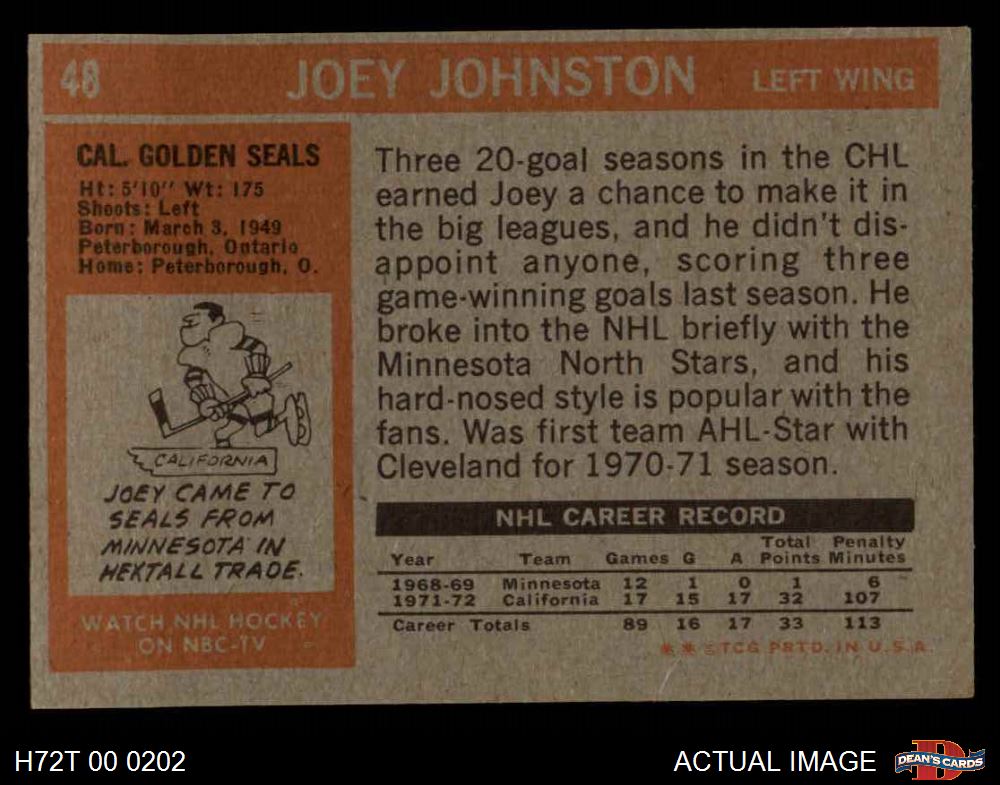 48 JOEY JOHNSTON LEFT WING
CAL. GOLDEN SEALS
Ht: 5'10" Wt: 175
Shoots: Left
Born: March 3, 1949
Peterborough, Ontario
Home: Peterborough, O.
CALIFORNIA
JOEY CAME TO
SEALS FROM
MINNESOTA IN
HEXTALL TRADE.
WATCH NHL HOCKEY
ON NBC-TV
Three 20-goal seasons in the CHL
earned Joey a chance to make it in
the big leagues, and he didn't dis-
appoint anyone, scoring three
game-winning goals last season. He
broke into the NHL briefly with the
Minnesota North Stars, and his
hard-nosed style is popular with the
fans. Was first team AHL-Star with
Cleveland for 1970-71 season.
NHL CAREER RECORD
Year Team Games G A Total Points Penalty Minutes
1968-69 Minnesota 12 1 0 1 6
1971-72 California 17 15 17 32 107
Career Totals 89 16 17 33 113
* * © TCG PRTD. IN U.S.A.
H72T 00 0202
ACTUAL IMAGE
D
DEAN'S CARDS